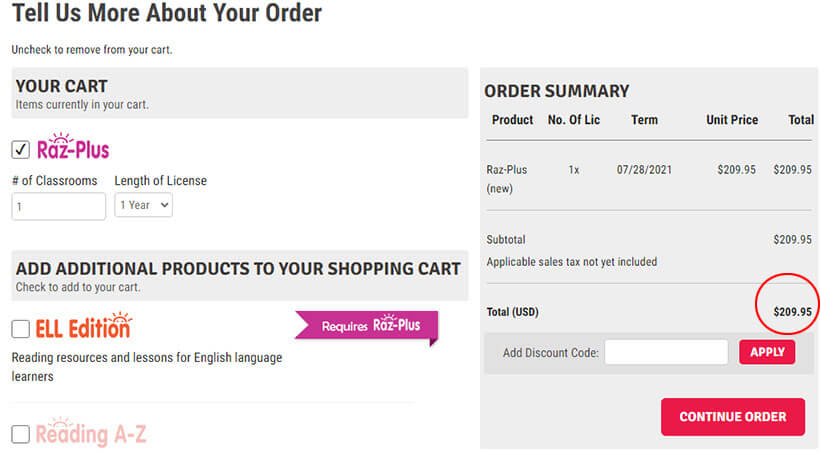 Tell Us More About Your Order
Uncheck to remove from your cart.
YOUR CART
Items currently in your cart.
Raz-Plus
# of Classrooms Length of License
1 1 Year
ADD ADDITIONAL PRODUCTS TO YOUR SHOPPING CART
Check to add to your cart.
ELL Edition
Requires Raz-Plus
Reading resources and lessons for English language
learners
Reading A-Z
ORDER SUMMARY
Product No. Of Lic Term Unit Price Total
Raz-Plus 1x 07/28/2021 $209.95 $209.95
(new)
Subtotal $209.95
Applicable sales tax not yet included
Total (USD) $209.95
Add Discount Code: APPLY
CONTINUE ORDER